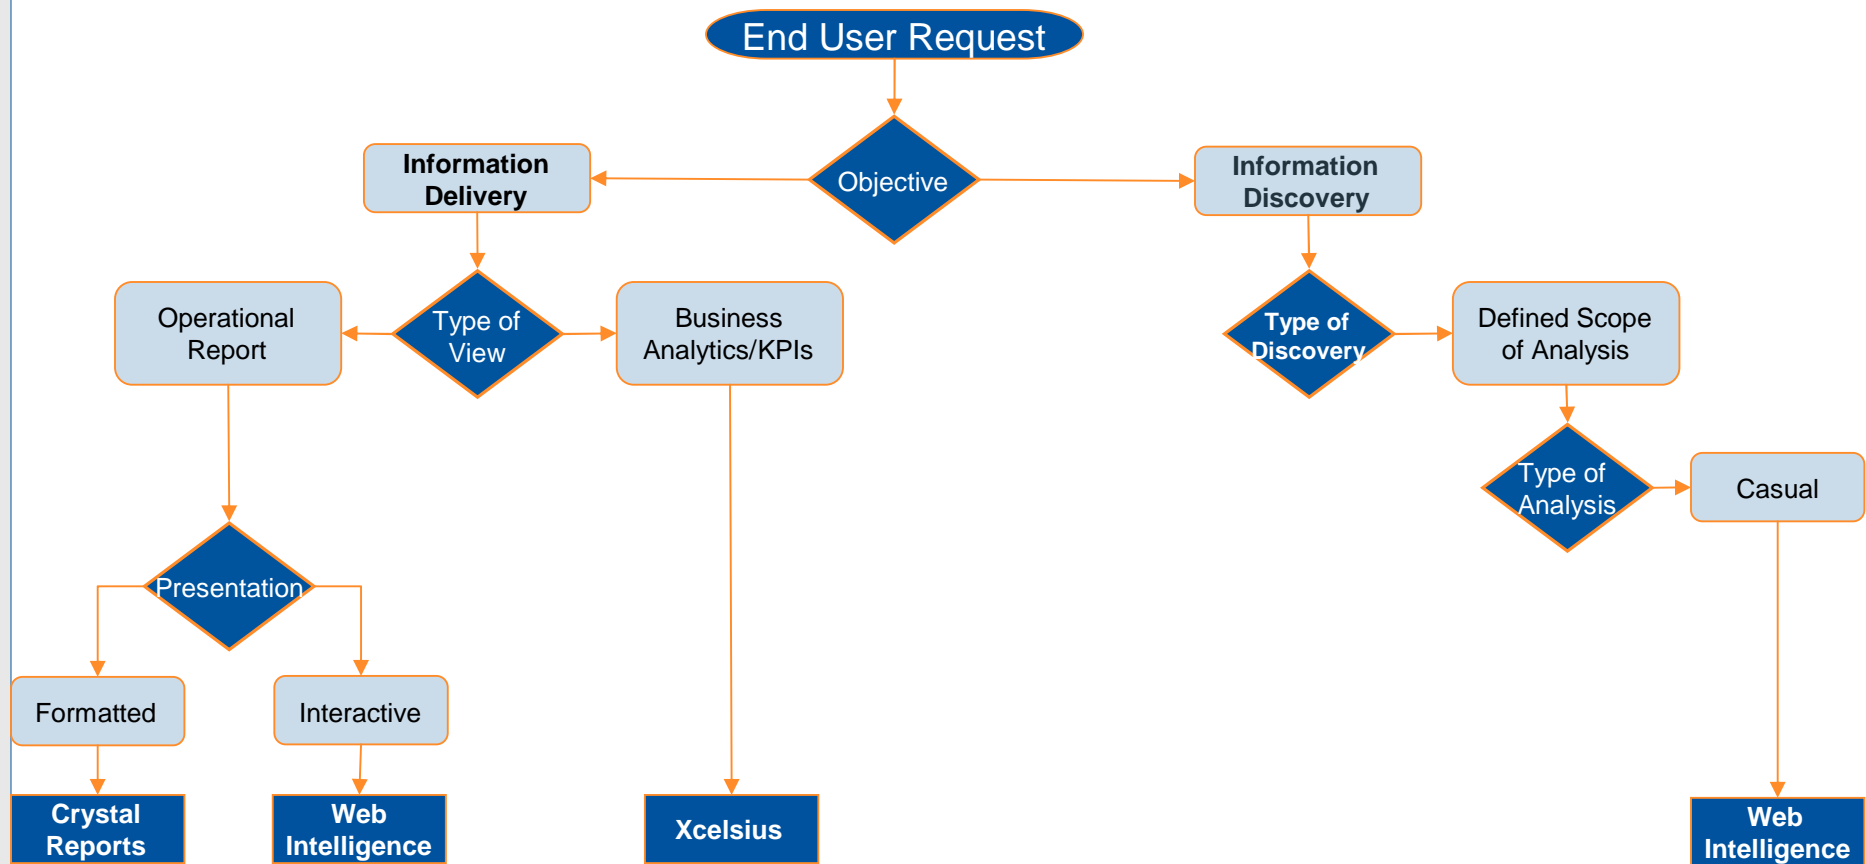 End User Request
Information
Delivery
Objective
Information
Discovery
Operational
Report
Type of
View
Business
Analytics/KPIs
Type of
Discovery
Defined Scope
of Analysis
Type of
Analysis
Casual
Presentation
Formatted
Interactive
Crystal
Reports
Web
Intelligence
Xcelsius
Web
Intelligence